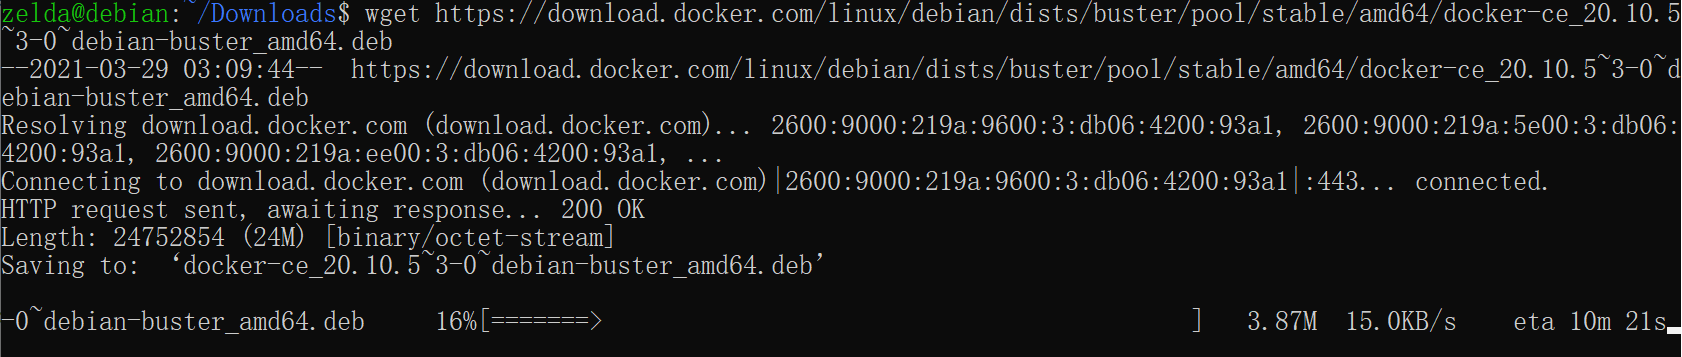 zelda@debian:~/Downloads$ wget https://download.docker.com/linux/debian/dists/buster/pool/stable/amd64/docker-ce_20.10.5
~3-0~debian-buster_amd64.deb
--2021-03-29 03:09:44--  https://download.docker.com/linux/debian/dists/buster/pool/stable/amd64/docker-ce_20.10.5~3-0~d
ebian-buster_amd64.deb
Resolving download.docker.com (download.docker.com)... 2600:9000:219a:9600:3:db06:4200:93a1, 2600:9000:219a:5e00:3:db06:
4200:93a1, 2600:9000:219a:ee00:3:db06:4200:93a1, ...
Connecting to download.docker.com (download.docker.com)|2600:9000:219a:9600:3:db06:4200:93a1|:443... connected.
HTTP request sent, awaiting response... 200 OK
Length: 24752854 (24M) [binary/octet-stream]
Saving to: ‘docker-ce_20.10.5~3-0~debian-buster_amd64.deb’
-0~debian-buster_amd64.deb     16%[=======>                                          ]   3.87M  15.0KB/s    eta 10m 21s